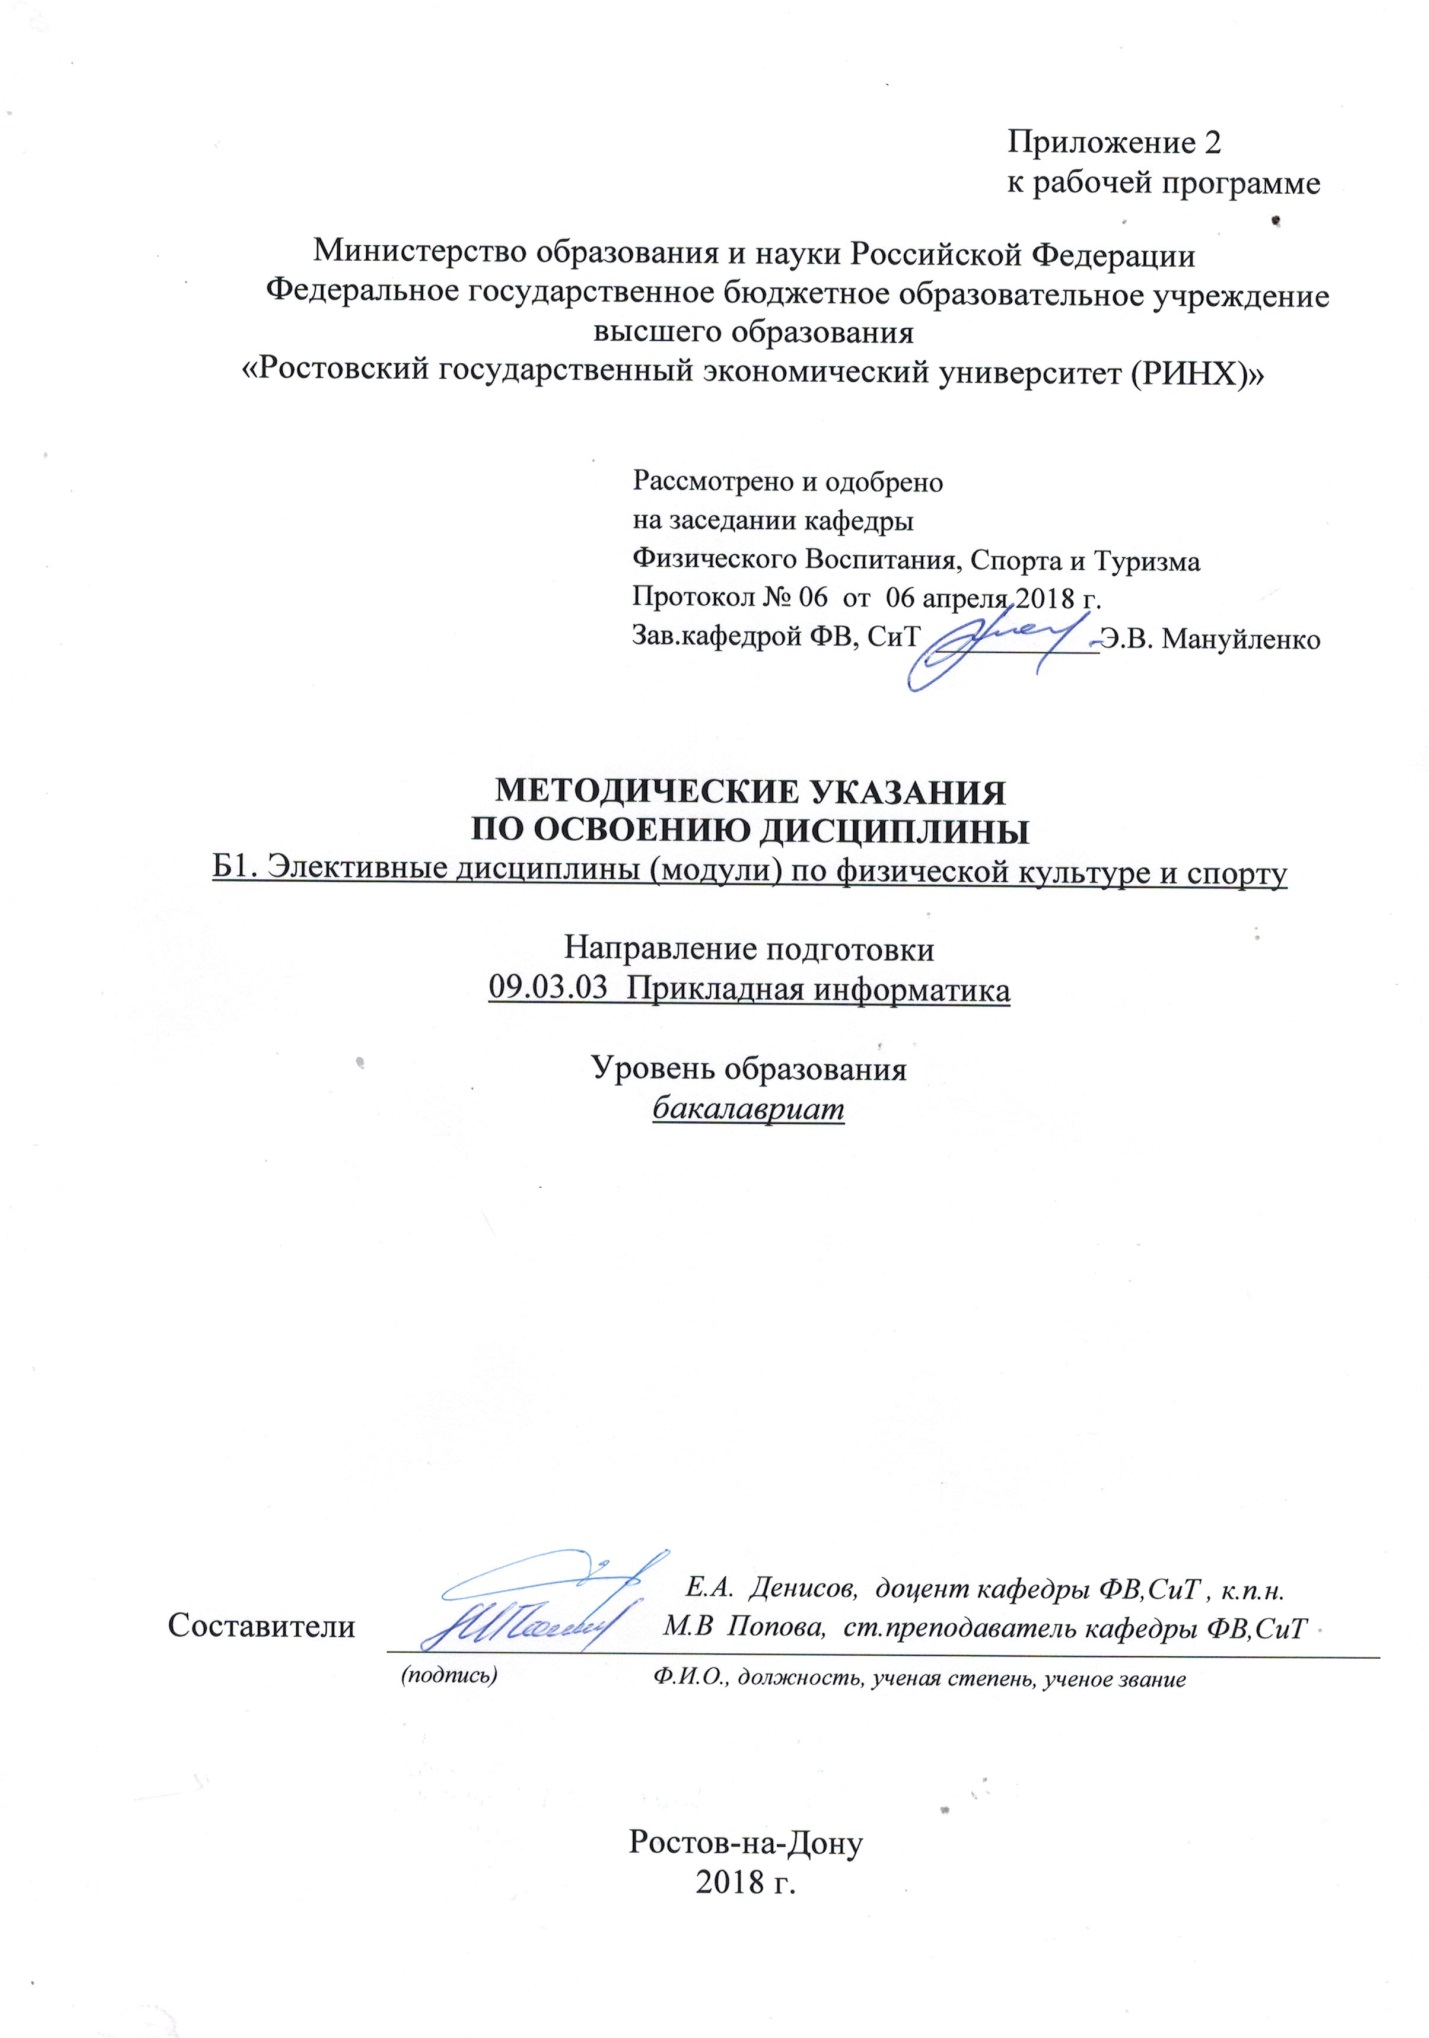 Приложение 2
к рабочей программе
Министерство образования и науки Российской Федерации
Федеральное государственное бюджетное образовательное учреждение
высшего образования
«Ростовский государственный экономический университет (РИНХ)»
Рассмотрено и одобрено
на заседании кафедры
Физического Воспитания, Спорта и Туризма
Протокол № 06 от 06 апреля 2018 г.
Зав.кафедрой ФВ, СиТ Э.В. Мануйленко
МЕТОДИЧЕСКИЕ УКАЗАНИЯ
ПО ОСВОЕНИЮ ДИСЦИПЛИНЫ
Б1. Элективные дисциплины (модули) по физической культуре и спорту
Направление подготовки
09.03.03 Прикладная информатика
Уровень образования
бакалавриат
Е.А. Денисов, доцент кафедры ФВ,СиТ , к.п.н.
Составители М.В Попова, ст.преподаватель кафедры ФВ,СиТ
(подпись) Ф.И.О., должность, ученая степень, ученое звание
Ростов-на-Дону
2018 г.